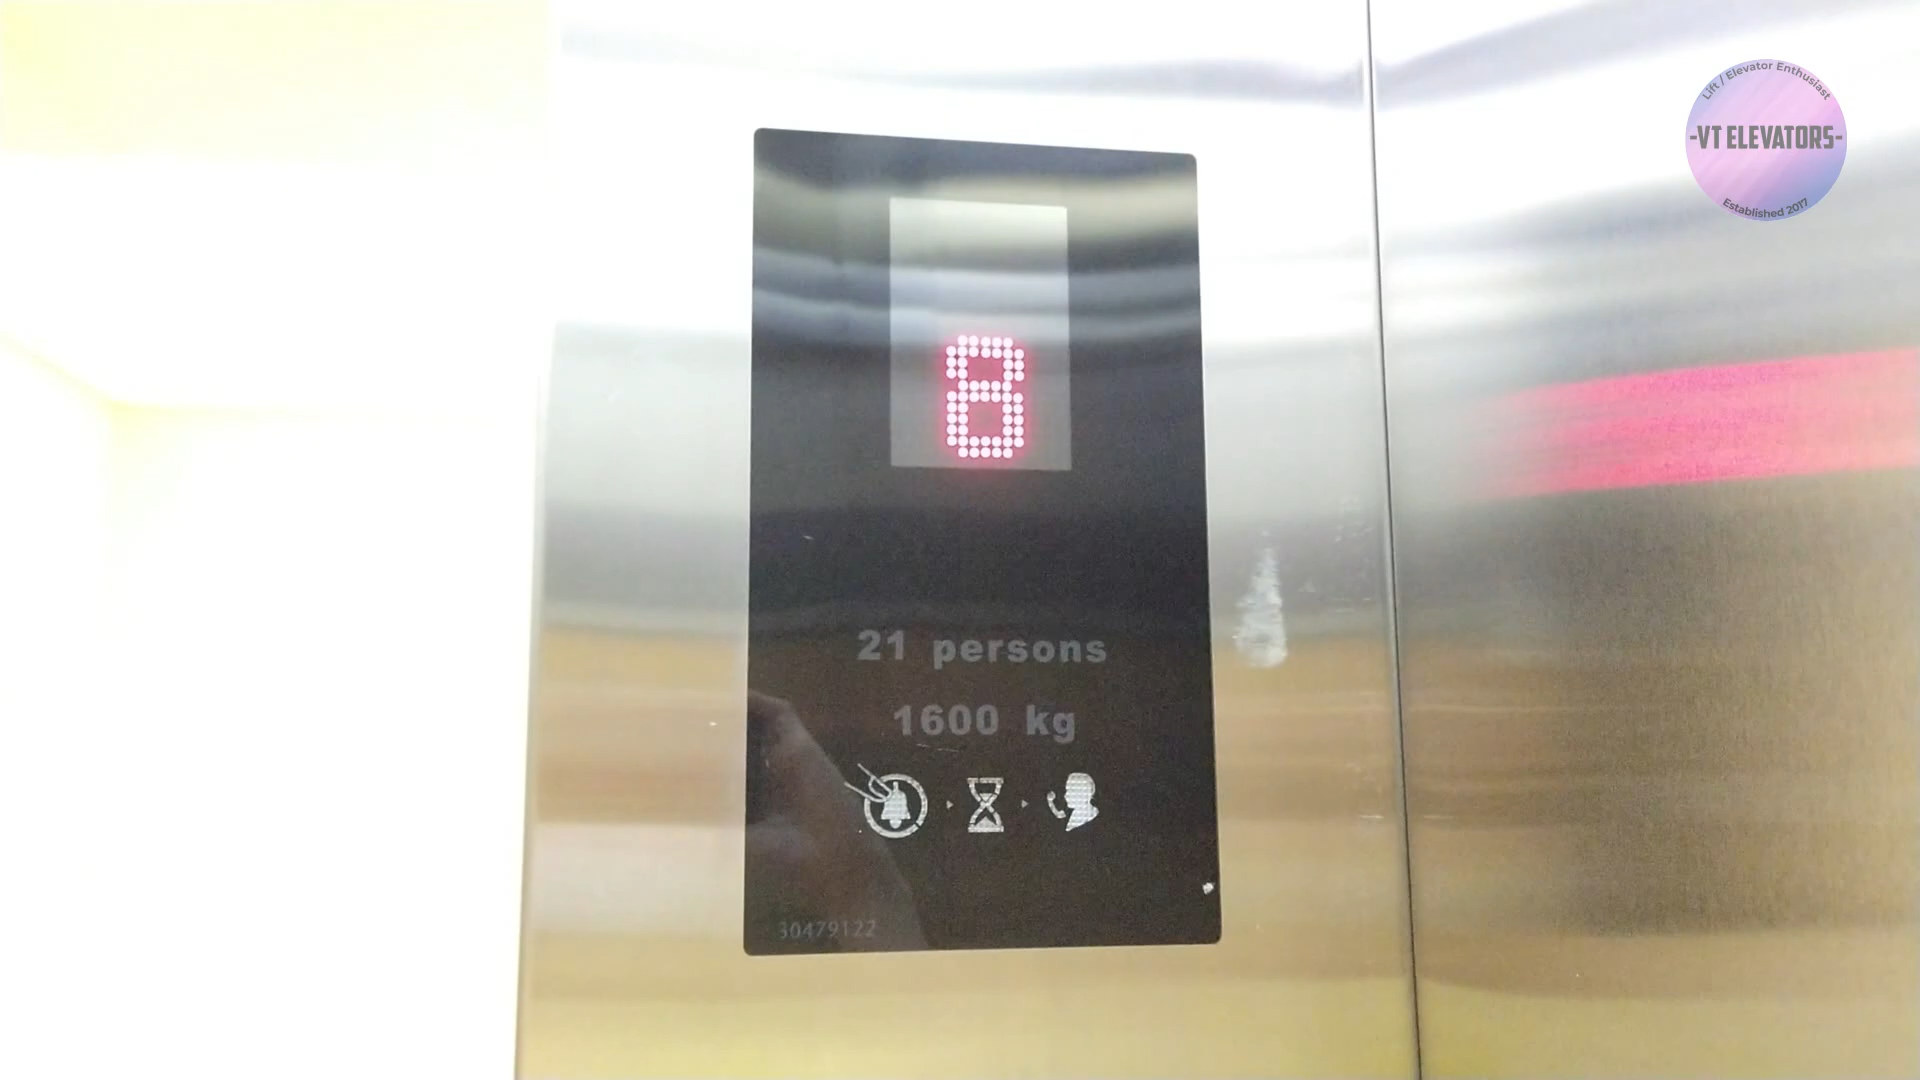 Lift / Elevator Enthusiast
-VT ELEVATORS-
Established 2017
8
21 persons
1600 kg
30479122